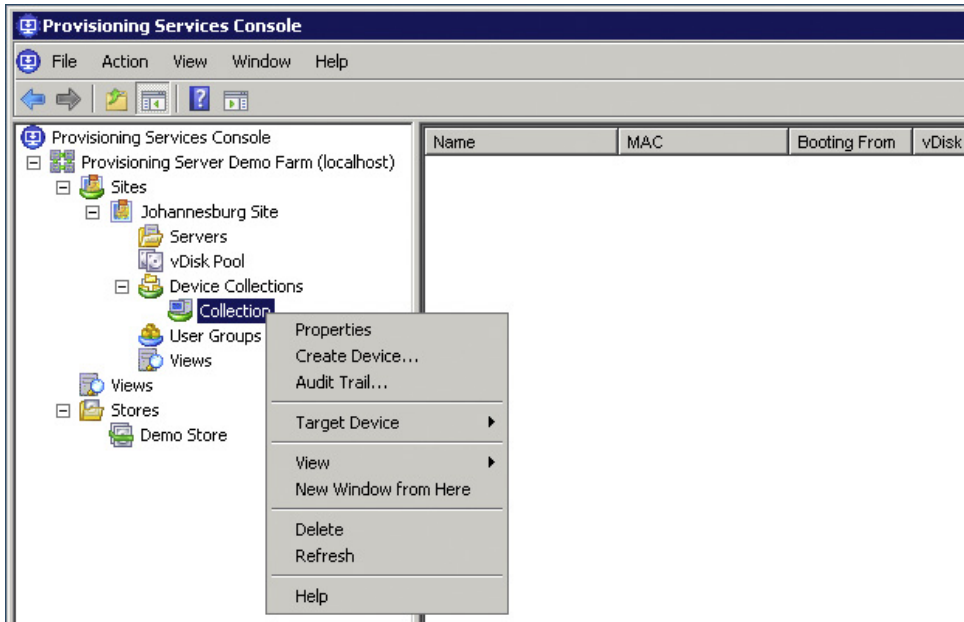 Provisioning Services Console
File Action View Window Help
Provisioning Services Console
Provisioning Server Demo Farm (localhost)
Sites
Johannesburg Site
Servers
vDisk Pool
Device Collections
Collection
User Groups
Views
Views
Stores
Demo Store
Name MAC Booting From vDisk
Properties
Create Device...
Audit Trail...
Target Device
View
New Window from Here
Delete
Refresh
Help